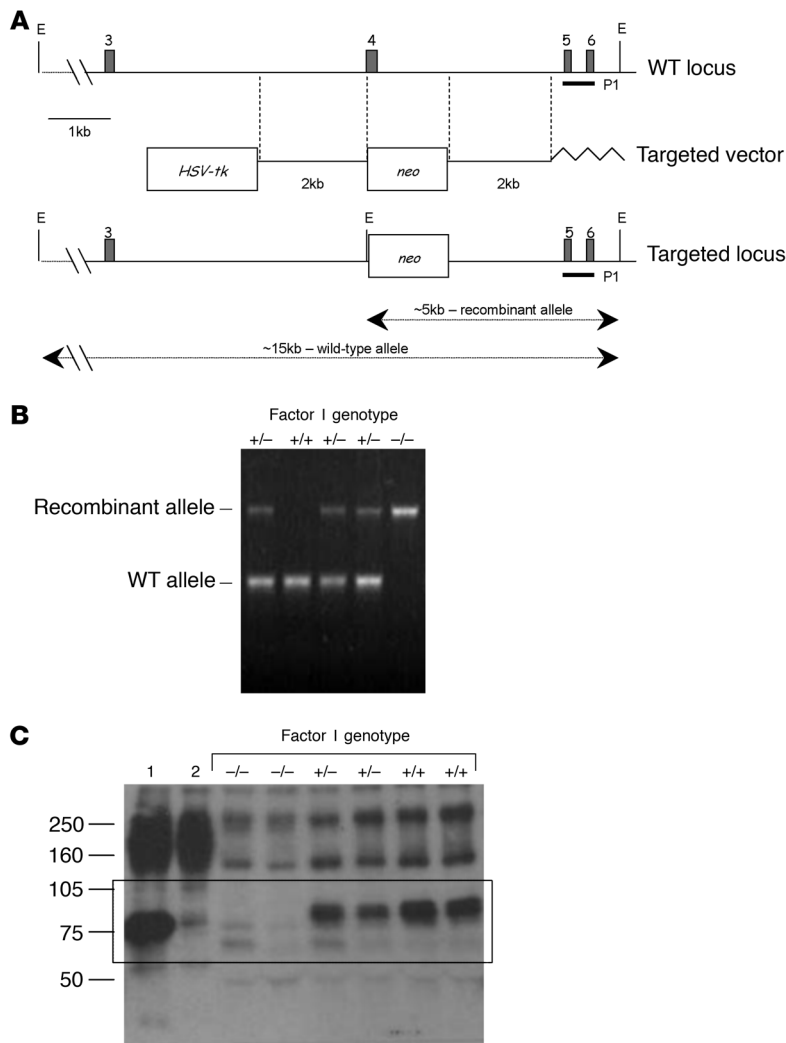 A
E
3
4
5
6
E
WT locus
P1
1kb
HSV-tk
2kb
neo
2kb
Targeted vector
E
3
E
neo
5
6
E
Targeted locus
P1
~5kb – recombinant allele
~15kb – wild-type allele
B
Factor I genotype
+/– +/+ +/– +/– –/–
Recombinant allele –
WT allele –
C
Factor I genotype
1 2 –/– –/– +/– +/– +/+ +/+
250
160
105
75
50